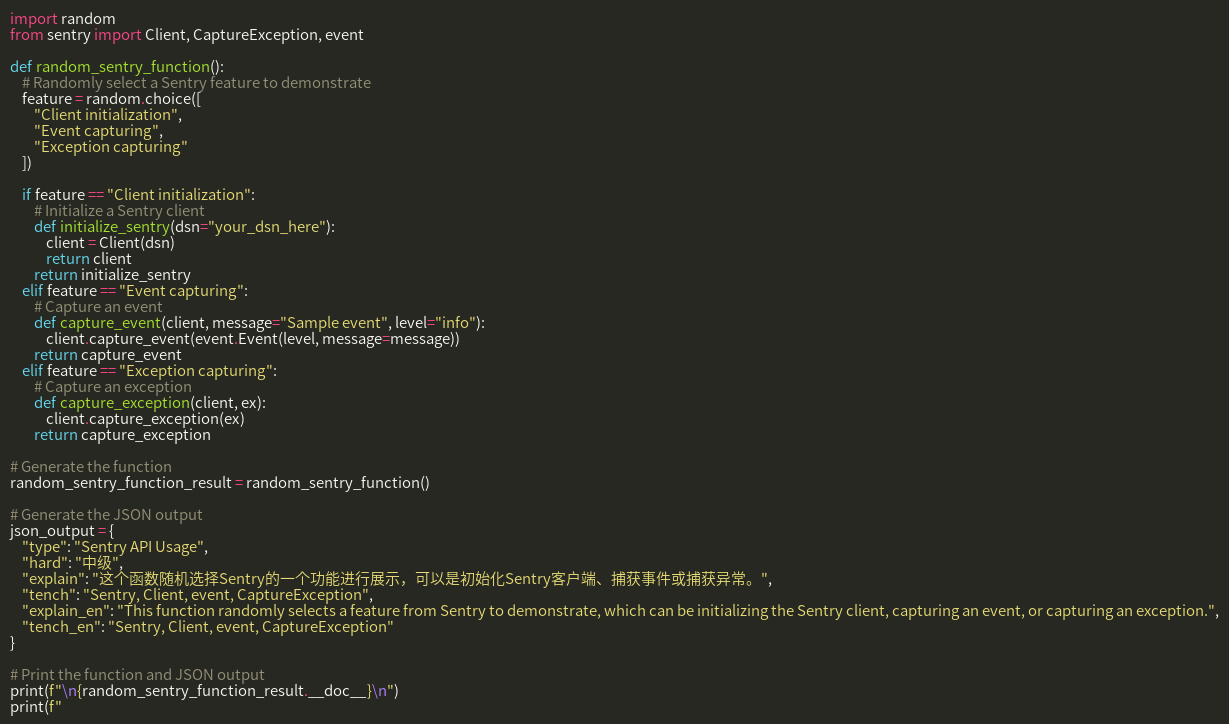 import random
from sentry import Client, CaptureException, event

def random_sentry_function():
    # Randomly select a Sentry feature to demonstrate
    feature = random.choice([
        "Client initialization",
        "Event capturing",
        "Exception capturing"
    ])

    if feature == "Client initialization":
        # Initialize a Sentry client
        def initialize_sentry(dsn="your_dsn_here"):
            client = Client(dsn)
            return client
        return initialize_sentry
    elif feature == "Event capturing":
        # Capture an event
        def capture_event(client, message="Sample event", level="info"):
            client.capture_event(event.Event(level, message=message))
        return capture_event
    elif feature == "Exception capturing":
        # Capture an exception
        def capture_exception(client, ex):
            client.capture_exception(ex)
        return capture_exception

# Generate the function
random_sentry_function_result = random_sentry_function()

# Generate the JSON output
json_output = {
    "type": "Sentry API Usage",
    "hard": "中级",
    "explain": "这个函数随机选择Sentry的一个功能进行展示，可以是初始化Sentry客户端、捕获事件或捕获异常。",
    "tench": "Sentry, Client, event, CaptureException",
    "explain_en": "This function randomly selects a feature from Sentry to demonstrate, which can be initializing the Sentry client, capturing an event, or capturing an exception.",
    "tench_en": "Sentry, Client, event, CaptureException"
}

# Print the function and JSON output
print(f"\n{random_sentry_function_result.__doc__}\n")
print(f"